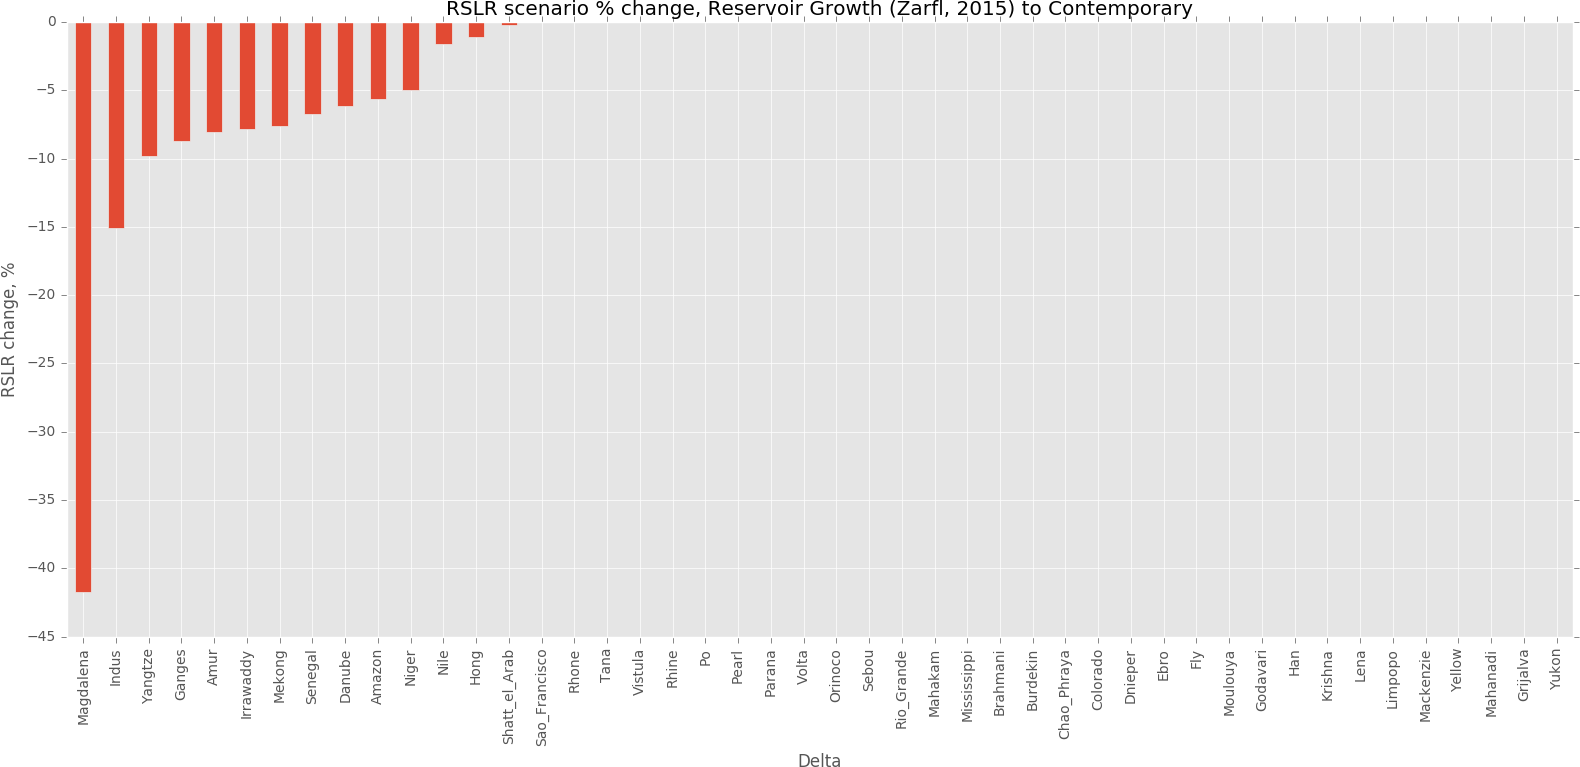 RSLR scenario % change, Reservoir Growth (Zarfl, 2015) to Contemporary
RSLR change, %
0
−5
−10
−15
−20
−25
−30
−35
−40
−45
Magdalena
Indus
Yangtze
Ganges
Amur
Irrawaddy
Mekong
Senegal
Danube
Amazon
Niger
Nile
Hong
Shatt_el_Arab
Sao_Francisco
Rhone
Tana
Vistula
Rhine
Po
Pearl
Parana
Volta
Orinoco
Sebou
Rio_Grande
Mahakam
Mississippi
Brahmani
Burdekin
Chao_Phraya
Colorado
Dnieper
Ebro
Fly
Moulouya
Godavari
Han
Krishna
Lena
Limpopo
Mackenzie
Yellow
Mahanadi
Grijalva
Yukon
Delta